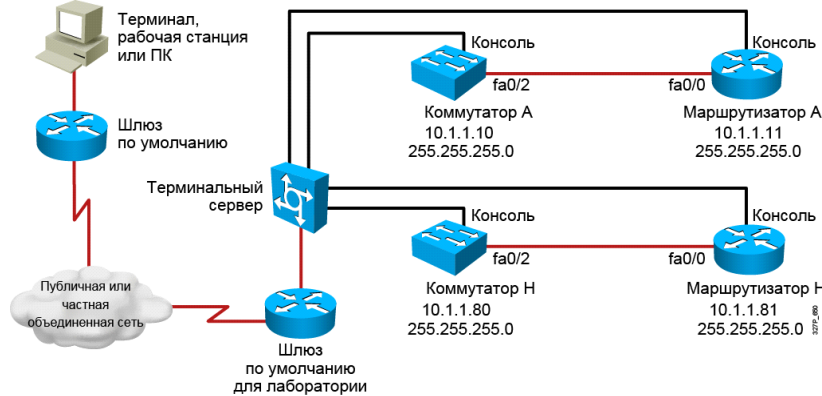 Терминал,
рабочая станция
или ПК
Шлюз
по умолчанию
Терминальный
сервер
Публичная или
частная
объединенная сеть
Шлюз
по умолчанию
для лаборатории
Консоль
fa0/2
Коммутатор A
10.1.1.10
255.255.255.0
Консоль
fa0/0
Маршрутизатор A
10.1.1.11
255.255.255.0
Консоль
fa0/2
Коммутатор H
10.1.1.80
255.255.255.0
Консоль
fa0/0
Маршрутизатор H
10.1.1.81
255.255.255.0